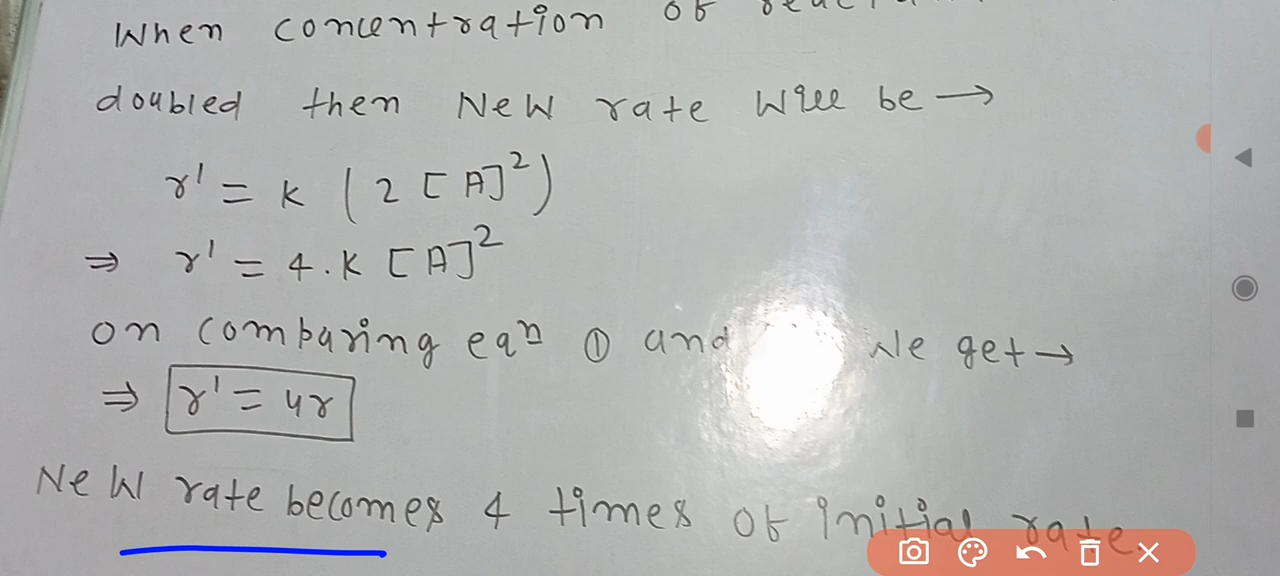 When concentration of
doubled then New rate will be →
r' = K (2 [A]²)
⇒ r' = 4.K [A]²
on comparing eqⁿ ① and we get →
⇒ r' = 4r
New rate becomes 4 times of initial rate